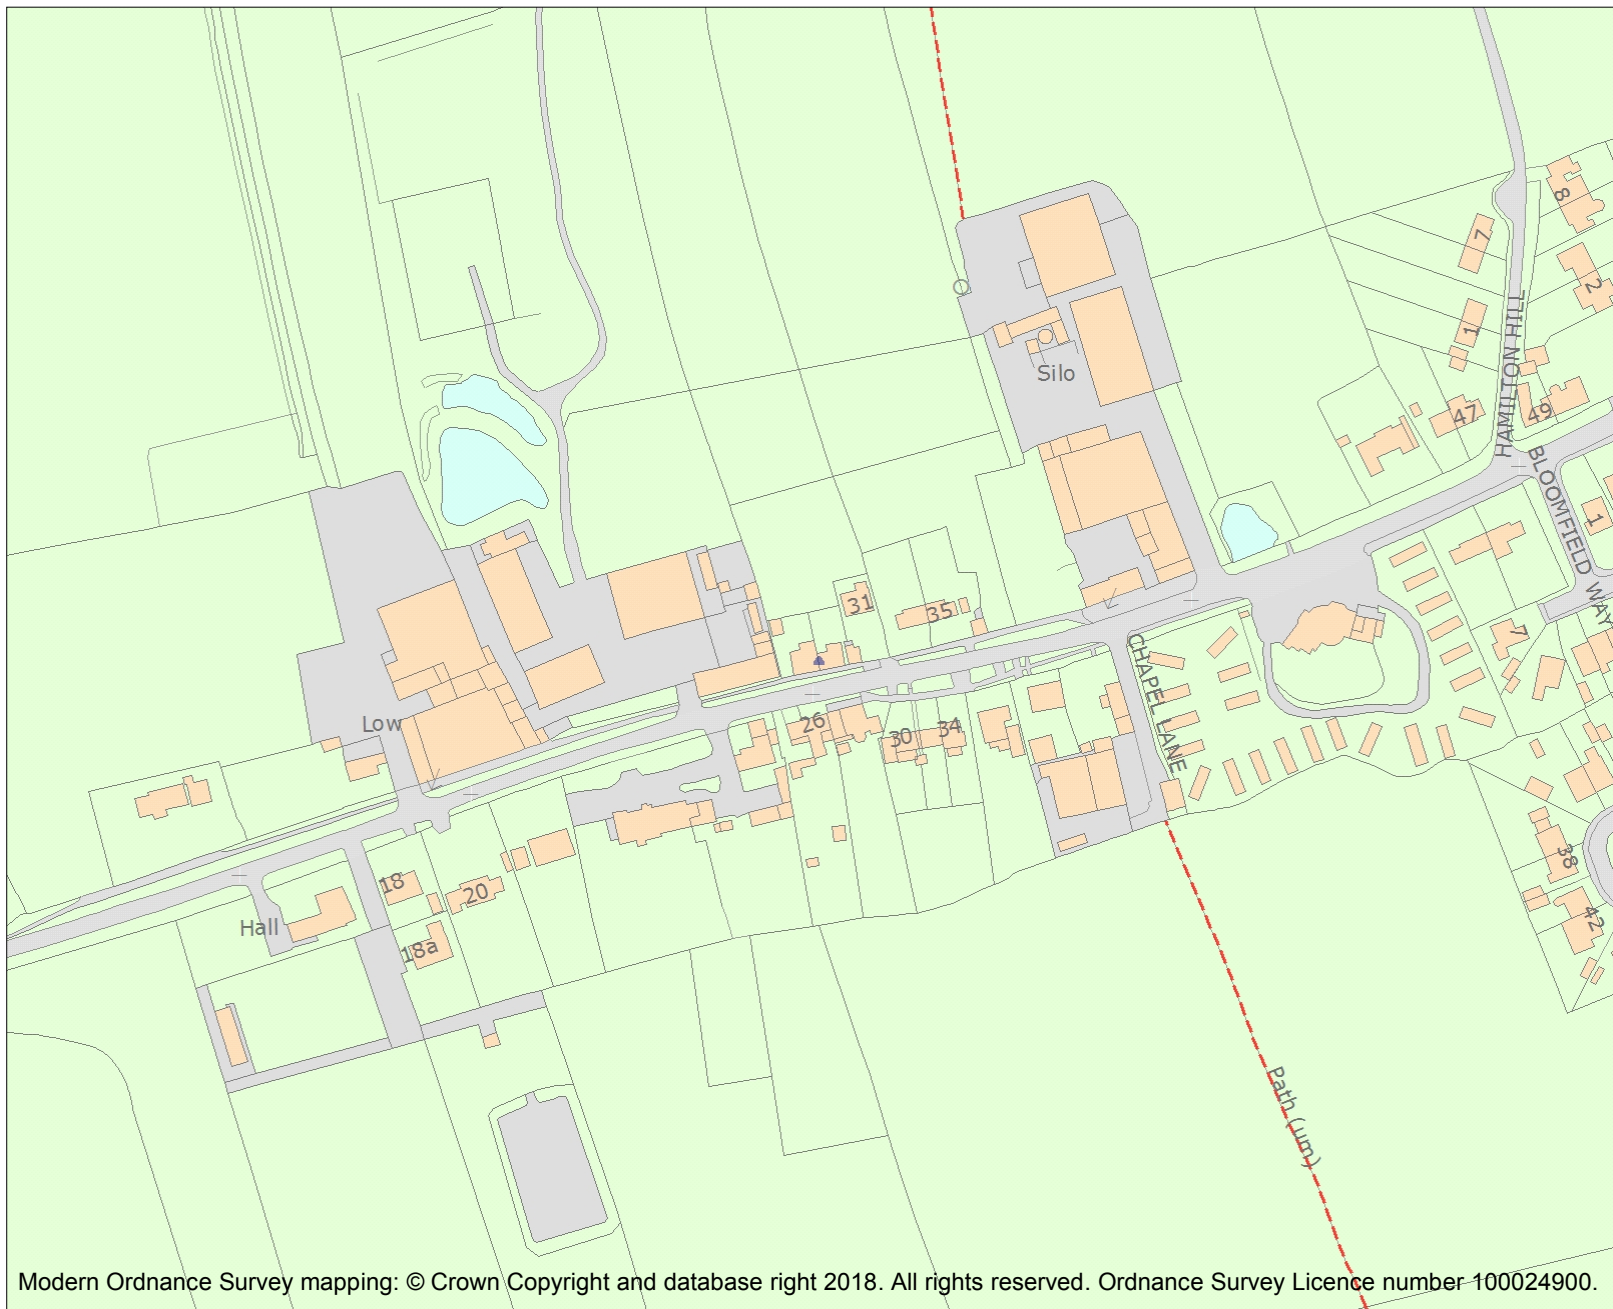 8
7
2
1
HAMILTON HILL
Silo
47
49
BLOOMFIELD WAY
1
31
35
7
CHAPEL LANE
Low
26
30
34
38
18
20
Hall
18a
42
Path (um)
Modern Ordnance Survey mapping: © Crown Copyright and database right 2018. All rights reserved. Ordnance Survey Licence number 100024900.